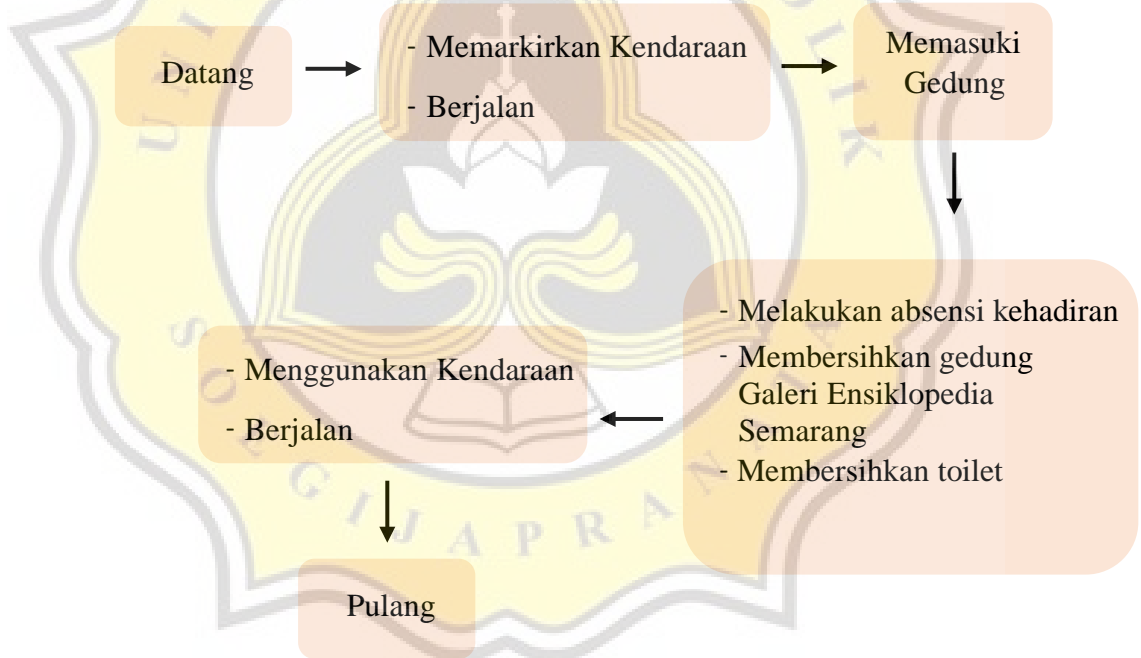 Datang
- Memarkirkan Kendaraan
- Berjalan
Memasuki
Gedung
- Melakukan absensi kehadiran
- Membersihkan gedung
Galeri Ensiklopedia
Semarang
- Membersihkan toilet
- Menggunakan Kendaraan
- Berjalan
Pulang
SOEGIJAPRANATA